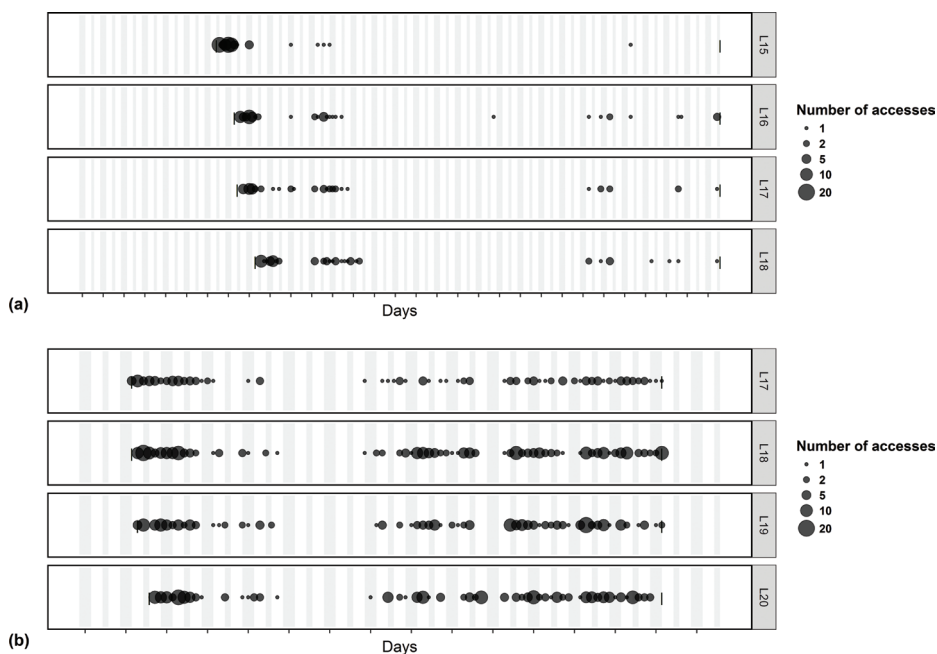 L15
L16
L17
L18
Number of accesses
1
2
5
10
20
Days
(a)
L17
L18
L19
L20
Number of accesses
1
2
5
10
20
Days
(b)